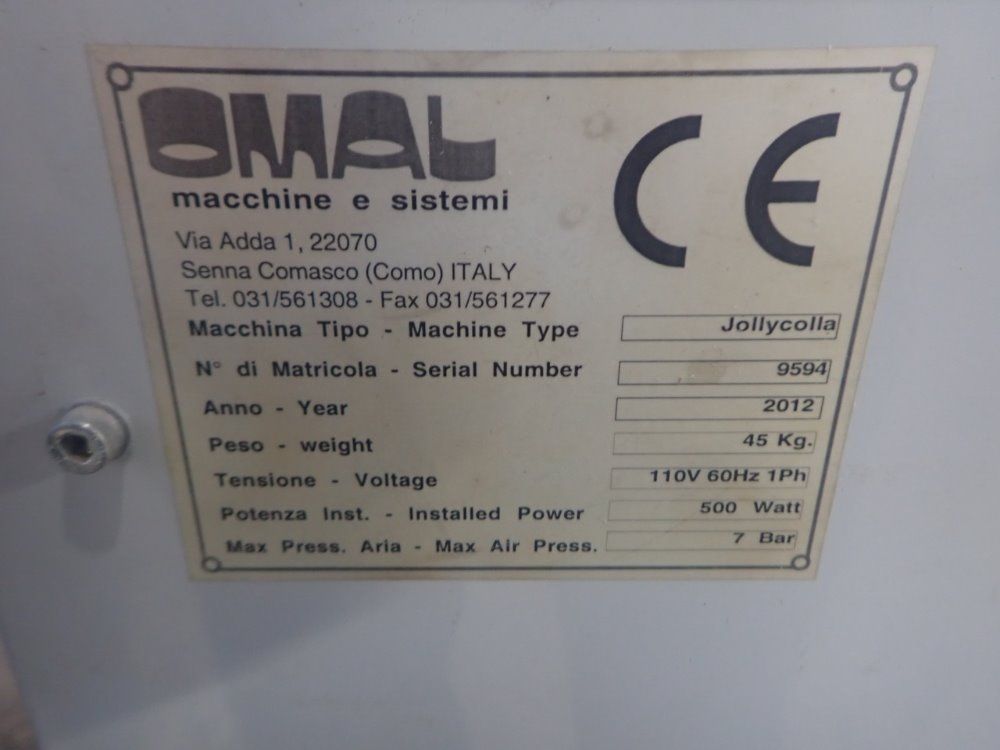 OMAL
macchine e sistemi
CE
Via Adda 1, 22070
Senna Comasco (Como) ITALY
Tel. 031/561308 - Fax 031/561277
Macchina Tipo - Machine Type Jollycolla
N° di Matricola - Serial Number 9594
Anno - Year 2012
Peso - weight 45 Kg.
Tensione - Voltage 110V 60Hz 1Ph
Potenza Inst. - Installed Power 500 Watt
Max Press. Aria - Max Air Press. 7 Bar